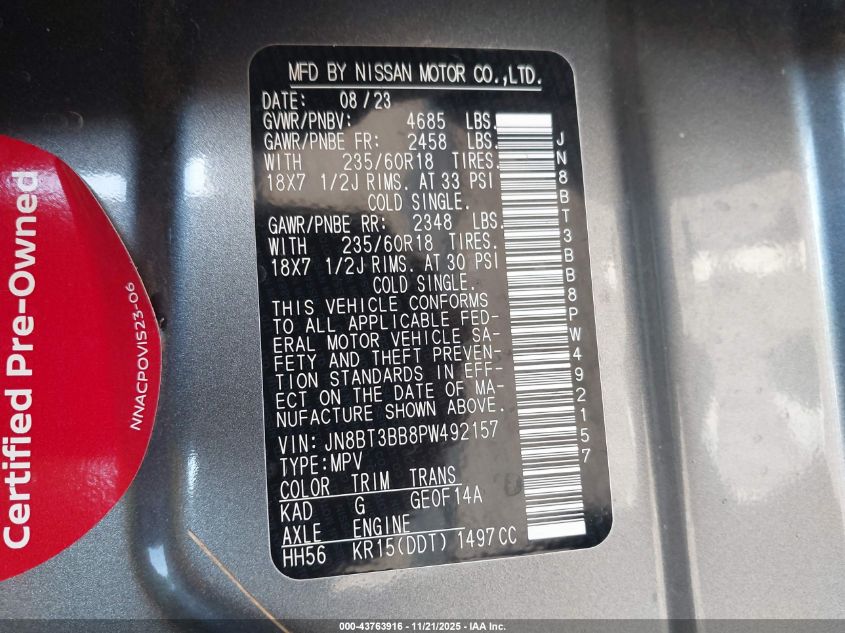 MFD BY NISSAN MOTOR CO.,LTD.
DATE: 08/23
GVWR/PNBV: 4685 LBS.
GAWR/PNBE FR: 2458 LBS.
WITH 235/60R18 TIRES.
18X7 1/2J RIMS. AT 33 PSI
COLD SINGLE.
GAWR/PNBE RR: 2348 LBS.
WITH 235/60R18 TIRES.
18X7 1/2J RIMS. AT 30 PSI
COLD SINGLE.
THIS VEHICLE CONFORMS
TO ALL APPLICABLE FED-
ERAL MOTOR VEHICLE SA-
FETY AND THEFT PREVEN-
TION STANDARDS IN EFF-
ECT ON THE DATE OF MA-
NUFACTURE SHOWN ABOVE.
VIN: JN8BT3BB8PW492157
TYPE:MPV
COLOR TRIM TRANS
KAD G GE0F14A
AXLE ENGINE
HH56 KR15(DDT) 1497CC
JN8BT3BB8PW492157
Certified Pre-Owned
NNACPOVIS23-06
000-43763916 - 11/21/2025 - IAA Inc.